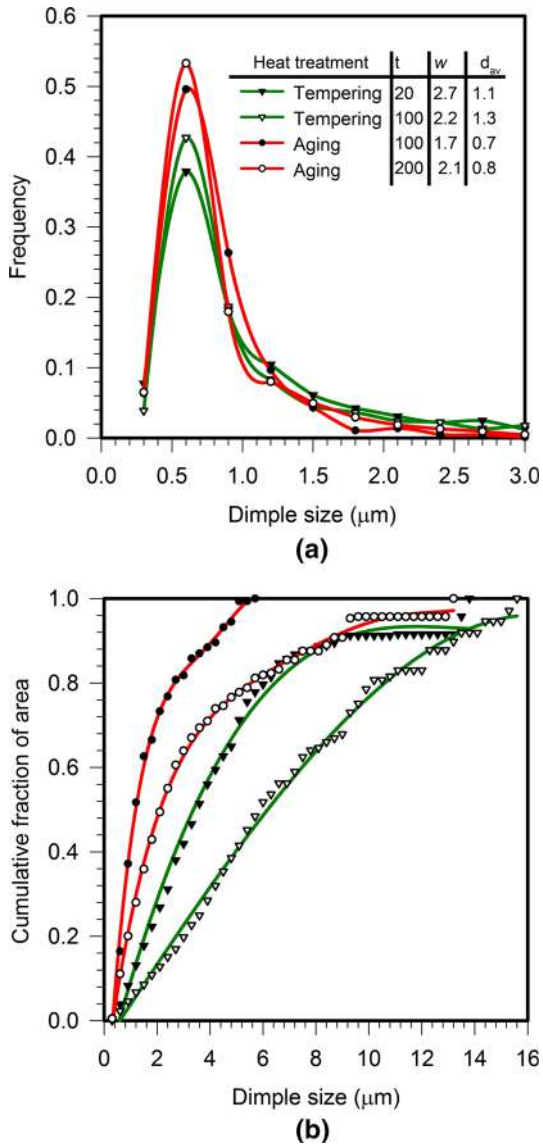 0.6
Heat treatment t w d_av
Tempering 20 2.7 1.1
0.5
Tempering 100 2.2 1.3
Aging 100 1.7 0.7
0.4
Aging 200 2.1 0.8
Frequency
0.3
0.2
0.1
0.0
0.0 0.5 1.0 1.5 2.0 2.5 3.0
Dimple size (μm)
(a)
1.0
0.8
Cumulative fraction of area
0.6
0.4
0.2
0.0
0 2 4 6 8 10 12 14 16
Dimple size (μm)
(b)